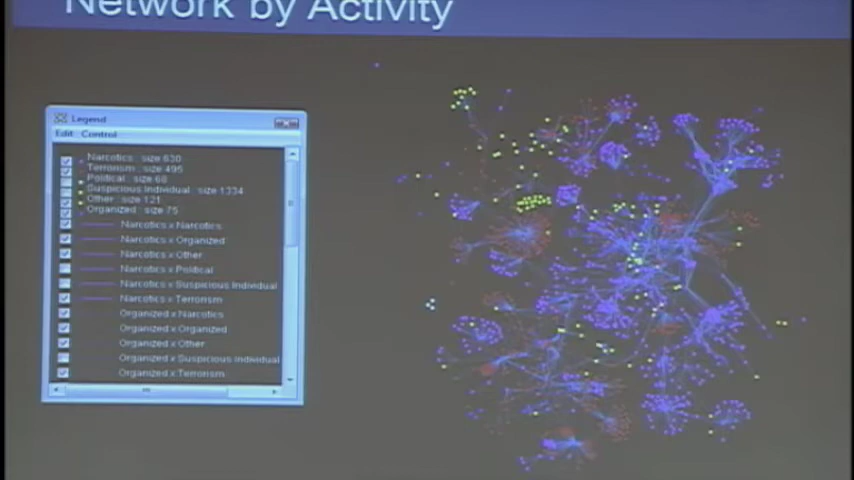 Network by Activity
Legend
Edit Control
Narcotics : size 630
Terrorism : size 495
Political : size 68
Suspicious Individual : size 1334
Other : size 121
Organized : size 75
Narcotics x Narcotics
Narcotics x Organized
Narcotics x Other
Narcotics x Political
Narcotics x Suspicious Individual
Narcotics x Terrorism
Organized x Narcotics
Organized x Organized
Organized x Other
Organized x Suspicious Individual
Organized x Terrorism